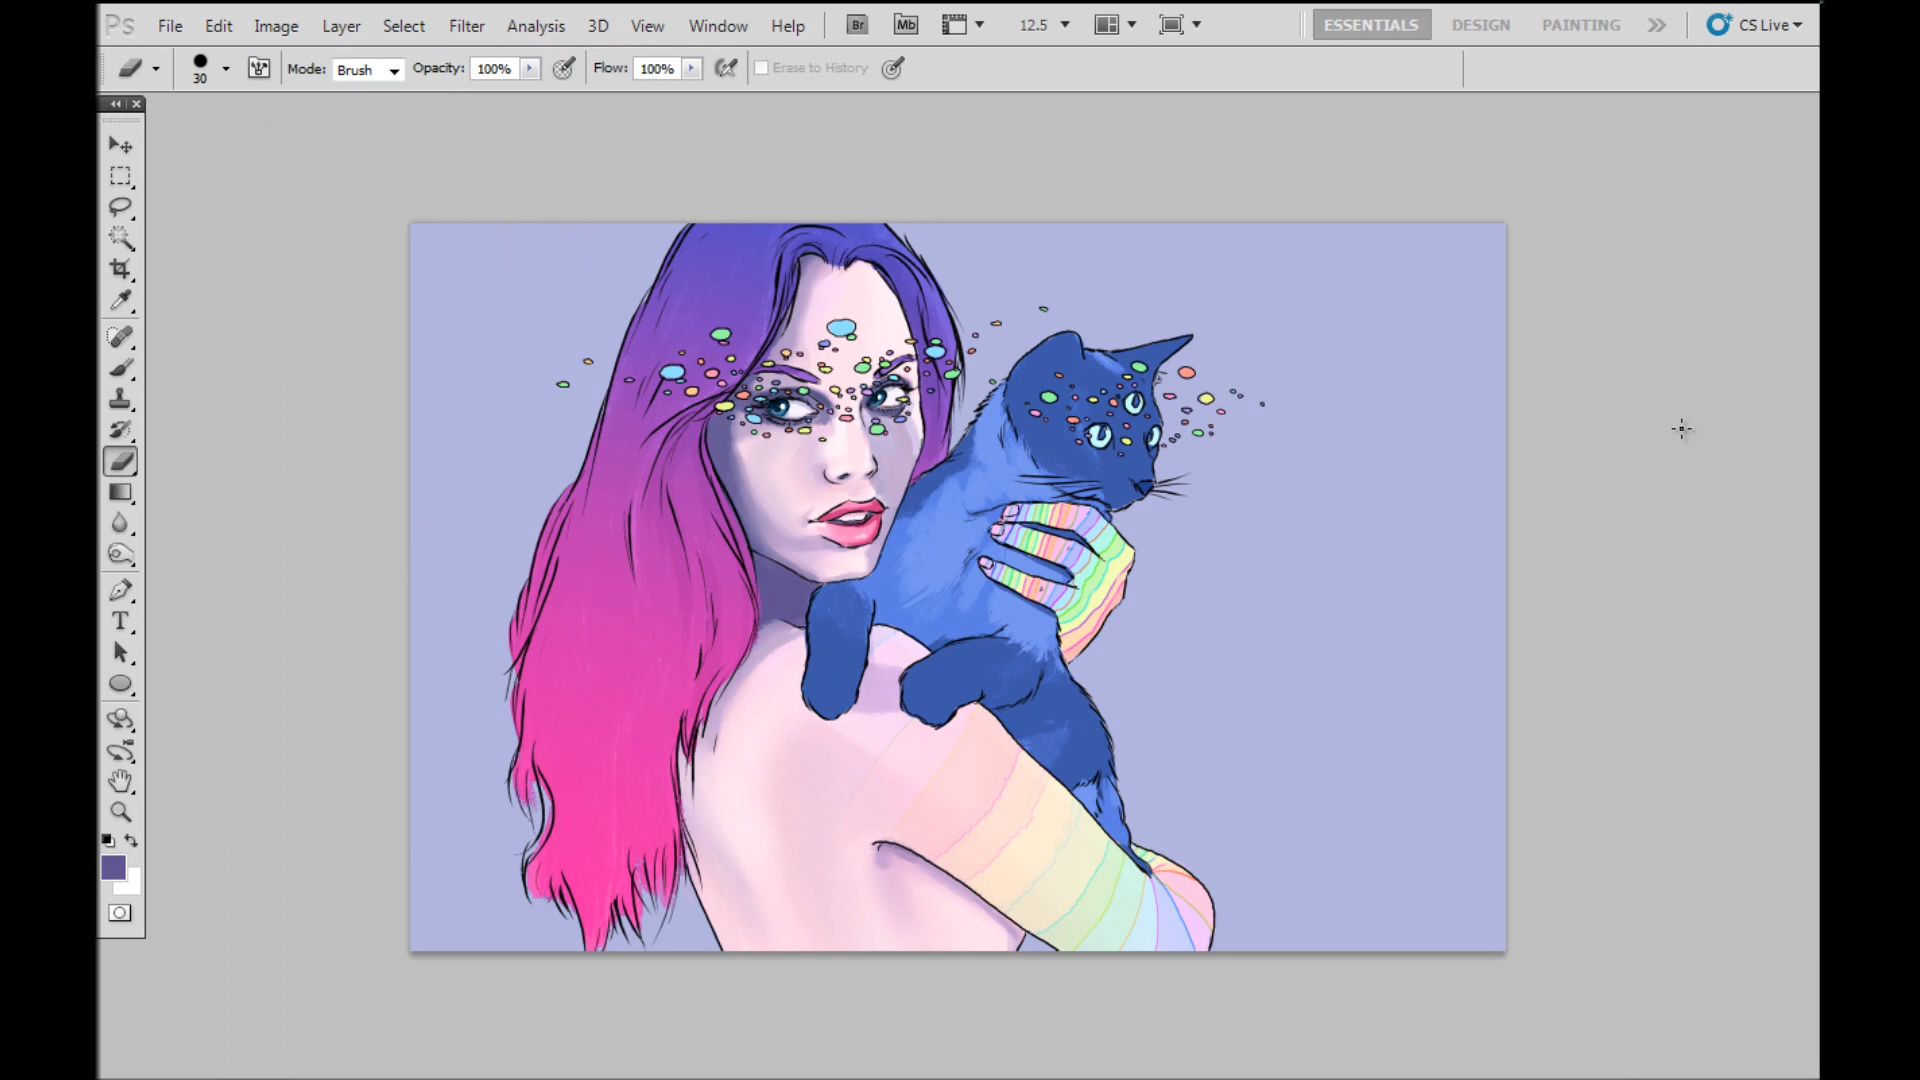 Ps File Edit Image Layer Select Filter Analysis 3D View Window Help Br Mb 12.5 ESSENTIALS DESIGN PAINTING CS Live
30 Mode: Brush Opacity: 100% Flow: 100% Erase to History
T